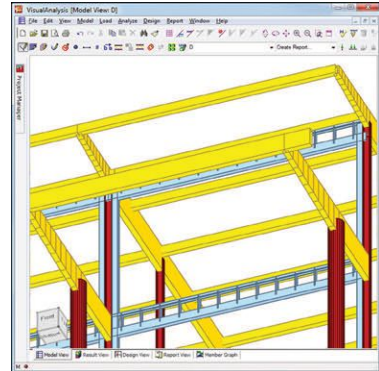 VisualAnalysis [Model View: D]
File Edit View Model Load Analyze Design Report Window Help
D Create Report...
Project Manager
Front
Model View Result View Design View Report View Member Graph
M